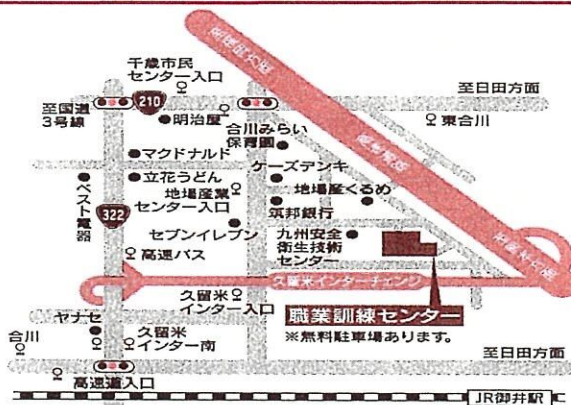 千歳市民
センター入口
至国道
3号線
210
明治屋
至日田方面
東合川
合川みらい
保育園
マクドナルド
ケーズデンキ
立花うどん
地場産業
センター入口
地場産くるめ
ベスト電器
322
筑邦銀行
セブンイレブン
九州安全
衛生技術
センター
高速バス
久留米インターチェンジ
久留米
インター入口
職業訓練センター
※無料駐車場あります。
ヤナセ
合川
久留米
インター南
至日田方面
高速道入口
JR御井駅